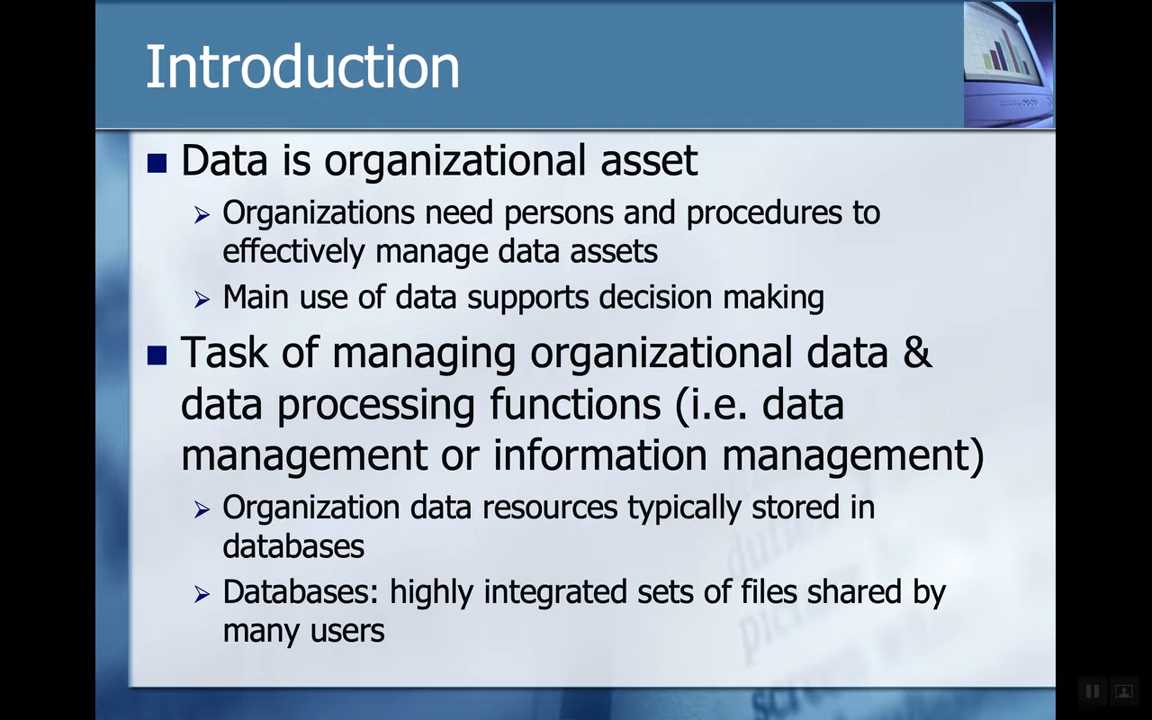 Introduction
Data is organizational asset
Organizations need persons and procedures to
effectively manage data assets
Main use of data supports decision making
Task of managing organizational data &
data processing functions (i.e. data
management or information management)
Organization data resources typically stored in
databases
Databases: highly integrated sets of files shared by
many users